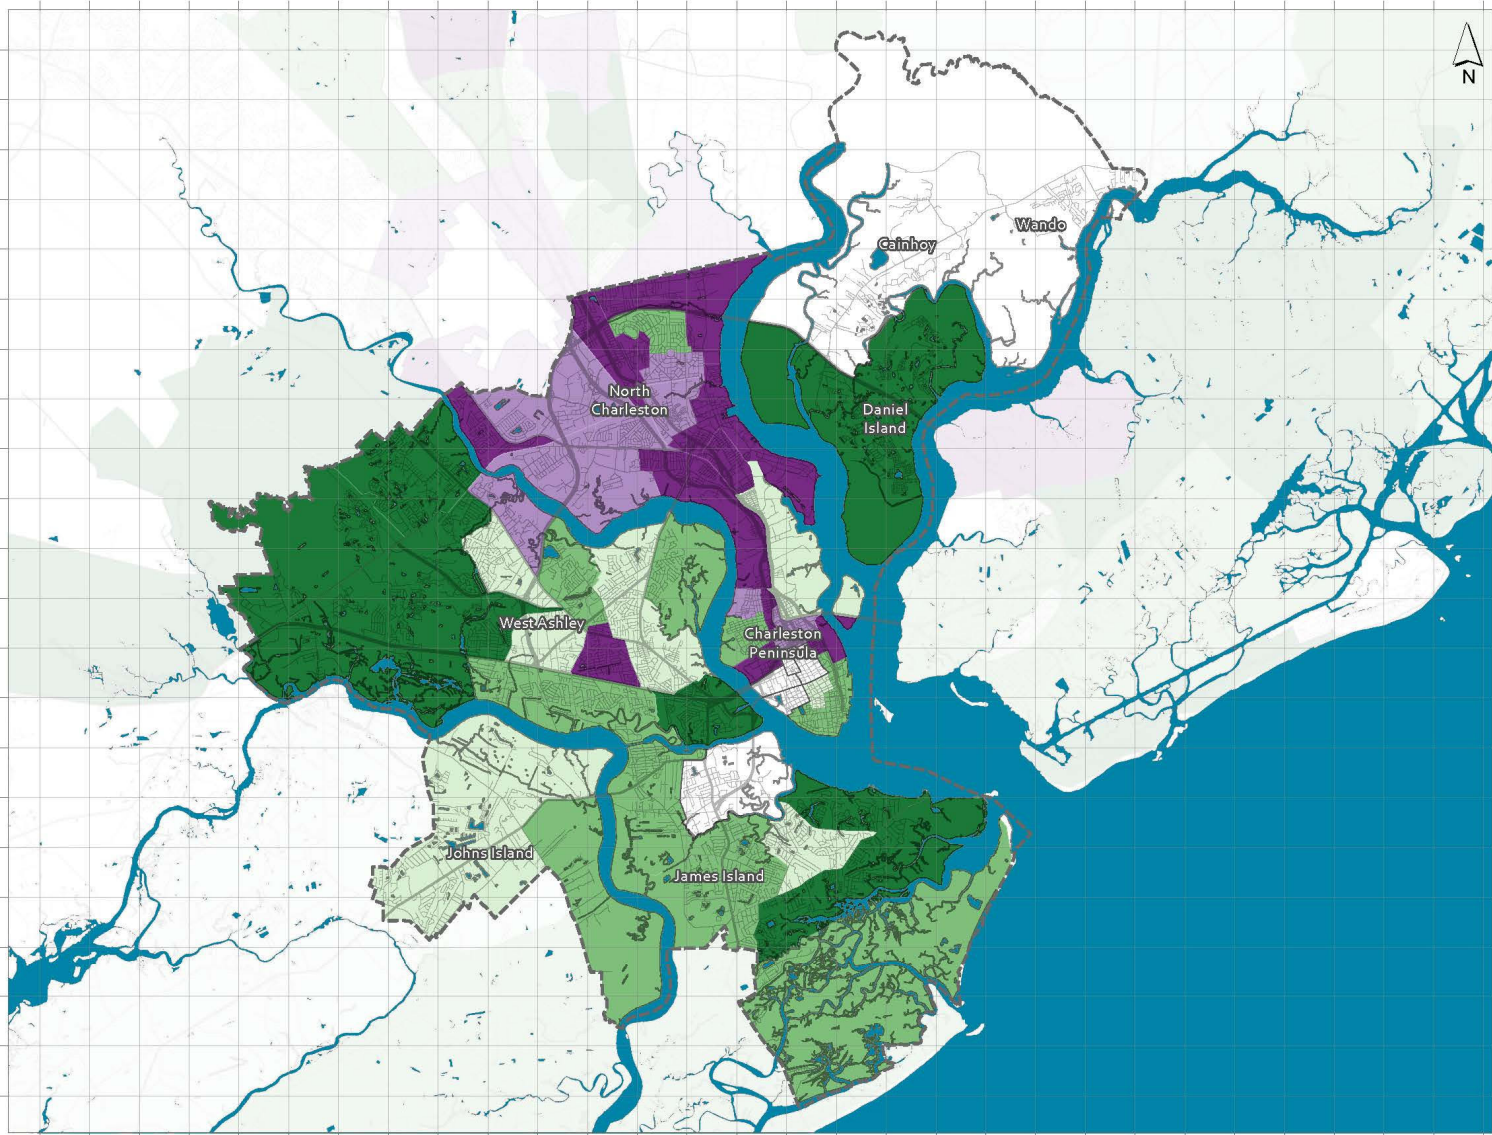 N
Wando
Cainhoy
North
Charleston
Daniel
Island
West Ashley
Charleston
Peninsula
Johns Island
James Island